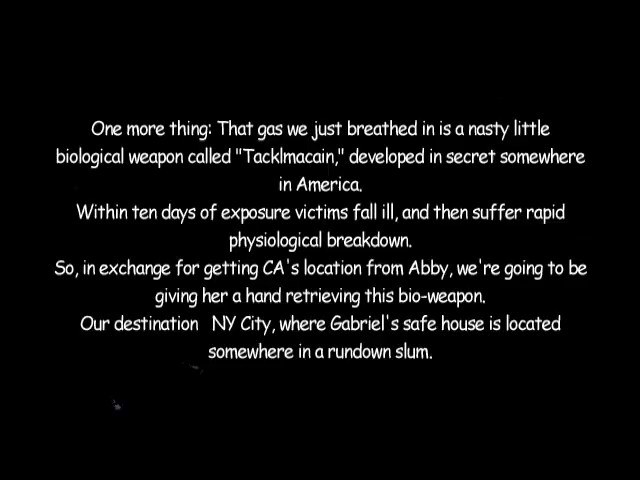 One more thing: That gas we just breathed in is a nasty little
biological weapon called "Tacklmacain," developed in secret somewhere
in America.
Within ten days of exposure victims fall ill, and then suffer rapid
physiological breakdown.
So, in exchange for getting CA's location from Abby, we're going to be
giving her a hand retrieving this bio-weapon.
Our destination   NY City, where Gabriel's safe house is located
somewhere in a rundown slum.